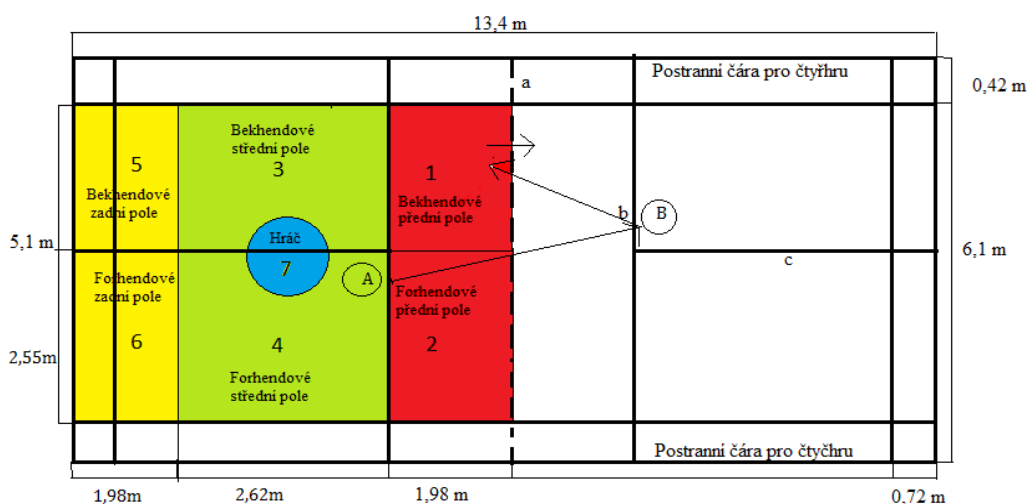 13,4 m
Postranní čára pro čtyřhru
0,42 m
a
Bekhendové
střední pole
3
1
Bekhendové
přední pole
5
Bekhendové
zadní pole
b
B
5,1 m
Hráč
7
A
c
6,1 m
Forhendové
zadní pole
6
Forhendové
přední pole
2
4
Forhendové
střední pole
2,55m
Postranní čára pro čtyčhru
1,98m
2,62m
1,98 m
0,72 m